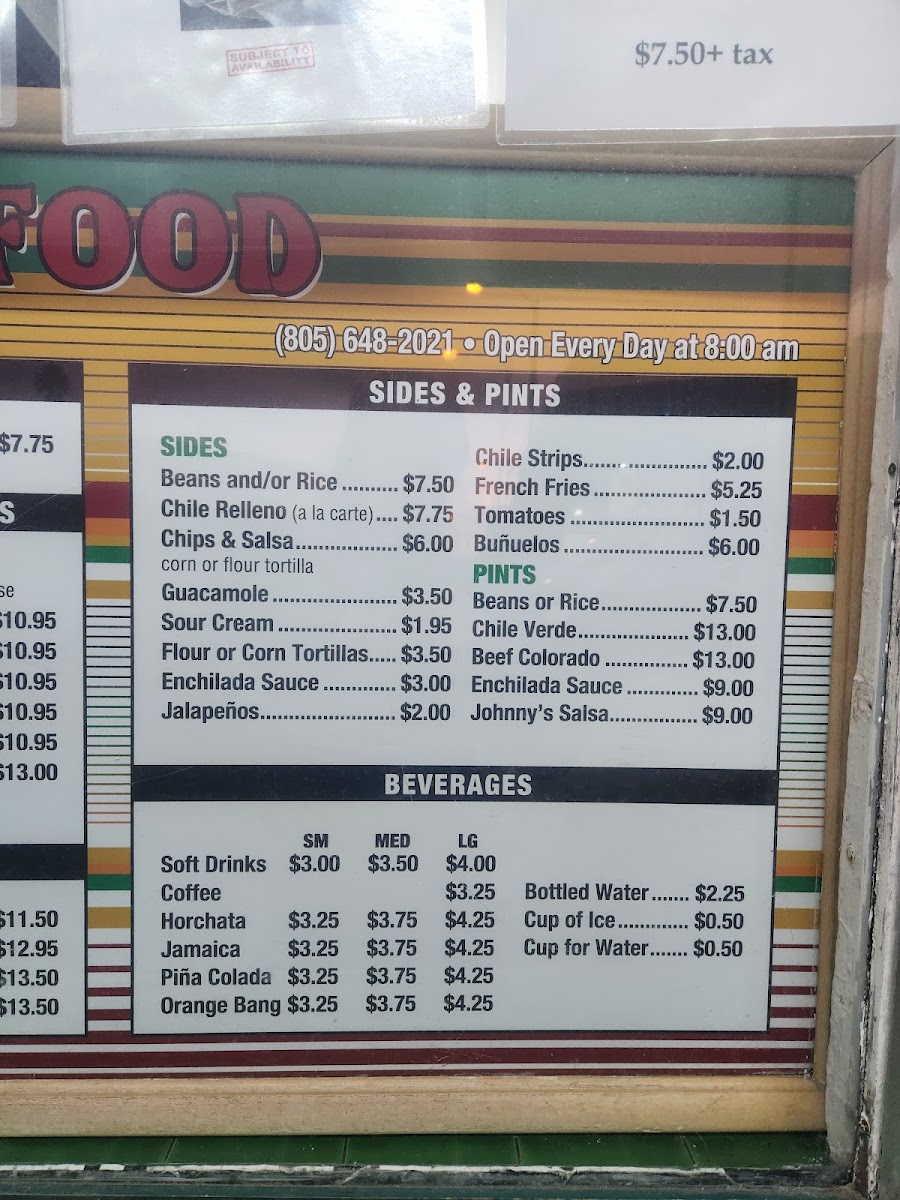 SUBJECT TO
AVAILABILITY
$7.50+ tax
FOOD
(805) 648-2021 • Open Every Day at 8:00 am
$7.75
S
se
$10.95
$10.95
$10.95
$10.95
$10.95
$13.00
$11.50
$12.95
$13.50
$13.50
SIDES & PINTS
SIDES
Beans and/or Rice .......... $7.50
Chile Relleno (a la carte).... $7.75
Chips & Salsa................... $6.00
corn or flour tortilla
Guacamole ....................... $3.50
Sour Cream ...................... $1.95
Flour or Corn Tortillas..... $3.50
Enchilada Sauce ............. $3.00
Jalapeños........................ $2.00
Chile Strips...................... $2.00
French Fries .................... $5.25
Tomatoes ........................ $1.50
Buñuelos ......................... $6.00
PINTS
Beans or Rice.................. $7.50
Chile Verde.................... $13.00
Beef Colorado ............... $13.00
Enchilada Sauce ............. $9.00
Johnny's Salsa................ $9.00
BEVERAGES
SM MED LG
Soft Drinks $3.00 $3.50 $4.00
Coffee $3.25
Horchata $3.25 $3.75 $4.25
Jamaica $3.25 $3.75 $4.25
Piña Colada $3.25 $3.75 $4.25
Orange Bang $3.25 $3.75 $4.25
Bottled Water ....... $2.25
Cup of Ice ............. $0.50
Cup for Water....... $0.50